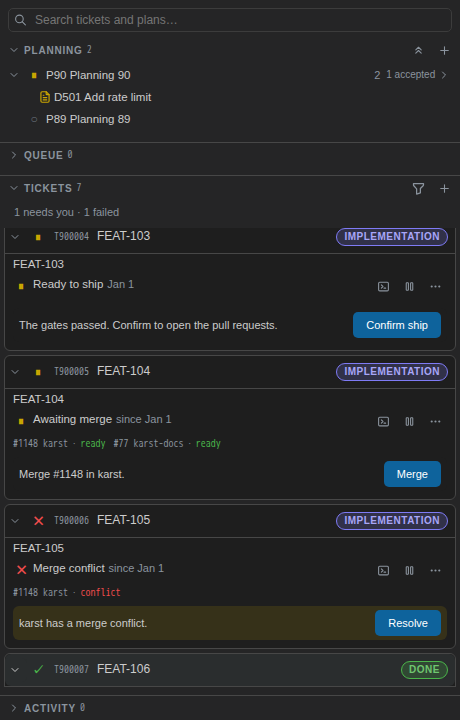 Search tickets and plans…
PLANNING 2
P90 Planning 90 2 1 accepted
D501 Add rate limit
P89 Planning 89
QUEUE 0
TICKETS 7
1 needs you · 1 failed
T900004 FEAT-103 IMPLEMENTATION
FEAT-103
Ready to ship Jan 1
The gates passed. Confirm to open the pull requests. Confirm ship
T900005 FEAT-104 IMPLEMENTATION
FEAT-104
Awaiting merge since Jan 1
#1148 karst · ready #77 karst-docs · ready
Merge #1148 in karst. Merge
T900006 FEAT-105 IMPLEMENTATION
FEAT-105
Merge conflict since Jan 1
#1148 karst · conflict
karst has a merge conflict. Resolve
T900007 FEAT-106 DONE
ACTIVITY 0